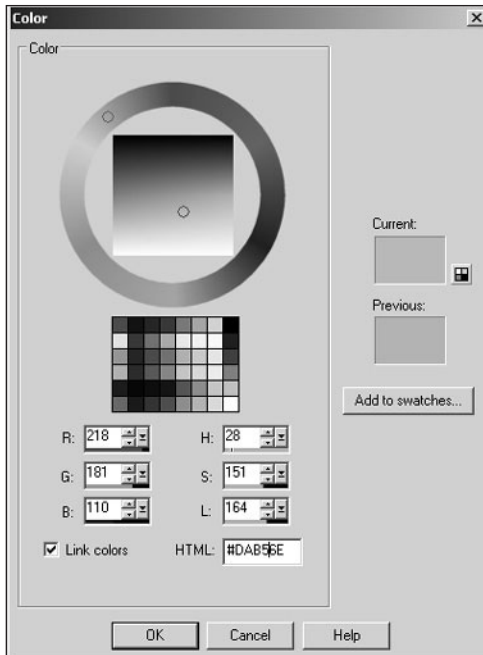 Color
Color
Current:
Previous:
Add to swatches...
R: 218 H: 28
G: 181 S: 151
B: 110 L: 164
Link colors HTML: #DAB56E
OK Cancel Help